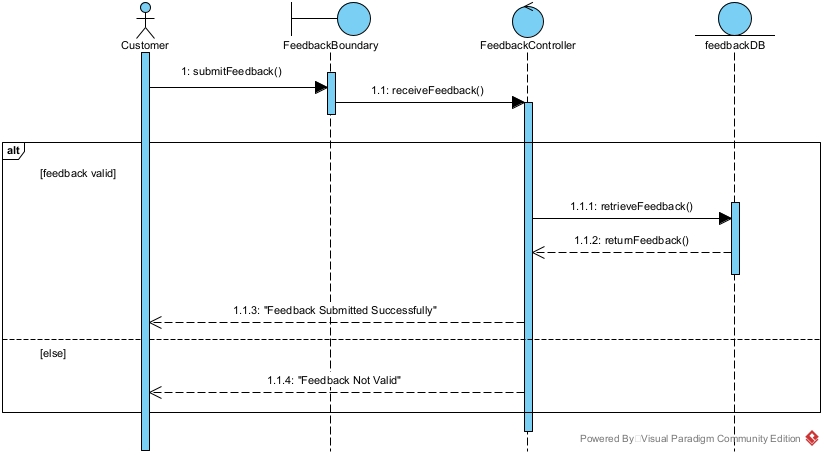 Customer
FeedbackBoundary
FeedbackController
feedbackDB
1: submitFeedback()
1.1: receiveFeedback()
alt
[feedback valid]
1.1.1: retrieveFeedback()
1.1.2: returnFeedback()
1.1.3: "Feedback Submitted Successfully"
[else]
1.1.4: "Feedback Not Valid"
Powered By Visual Paradigm Community Edition